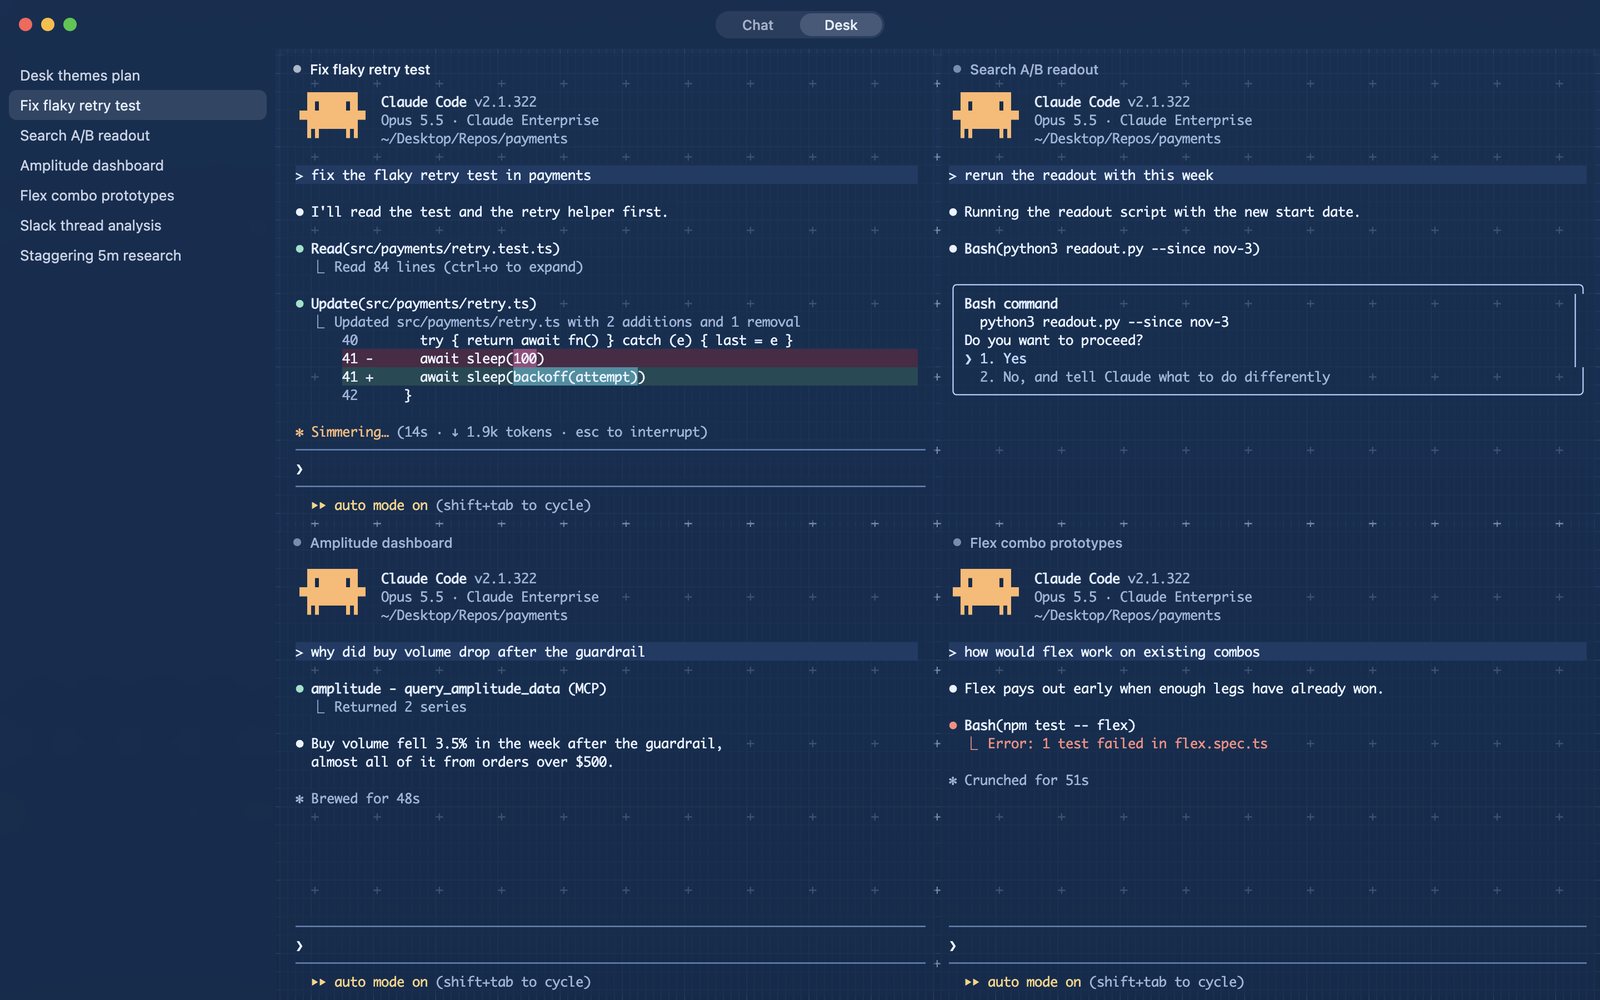 Chat
Desk
Desk themes plan
Fix flaky retry test
Search A/B readout
Amplitude dashboard
Flex combo prototypes
Slack thread analysis
Staggering 5m research
Fix flaky retry test
Claude Code v2.1.322
Opus 5.5 · Claude Enterprise
~/Desktop/Repos/payments
> fix the flaky retry test in payments
● I'll read the test and the retry helper first.
● Read(src/payments/retry.test.ts)
⎿ Read 84 lines (ctrl+o to expand)
● Update(src/payments/retry.ts)
⎿ Updated src/payments/retry.ts with 2 additions and 1 removal
40 try { return await fn() } catch (e) { last = e }
41 - await sleep(100)
41 + await sleep(backoff(attempt))
42 }
✻ Simmering… (14s · ↓ 1.9k tokens · esc to interrupt)
❯
⏵⏵ auto mode on (shift+tab to cycle)
Search A/B readout
Claude Code v2.1.322
Opus 5.5 · Claude Enterprise
~/Desktop/Repos/payments
> rerun the readout with this week
● Running the readout script with the new start date.
● Bash(python3 readout.py --since nov-3)
Bash command
python3 readout.py --since nov-3
Do you want to proceed?
❯ 1. Yes
2. No, and tell Claude what to do differently
Amplitude dashboard
Claude Code v2.1.322
Opus 5.5 · Claude Enterprise
~/Desktop/Repos/payments
> why did buy volume drop after the guardrail
● amplitude - query_amplitude_data (MCP)
⎿ Returned 2 series
● Buy volume fell 3.5% in the week after the guardrail,
almost all of it from orders over $500.
✻ Brewed for 48s
❯
⏵⏵ auto mode on (shift+tab to cycle)
Flex combo prototypes
Claude Code v2.1.322
Opus 5.5 · Claude Enterprise
~/Desktop/Repos/payments
> how would flex work on existing combos
● Flex pays out early when enough legs have already won.
● Bash(npm test -- flex)
⎿ Error: 1 test failed in flex.spec.ts
✻ Crunched for 51s
❯
⏵⏵ auto mode on (shift+tab to cycle)